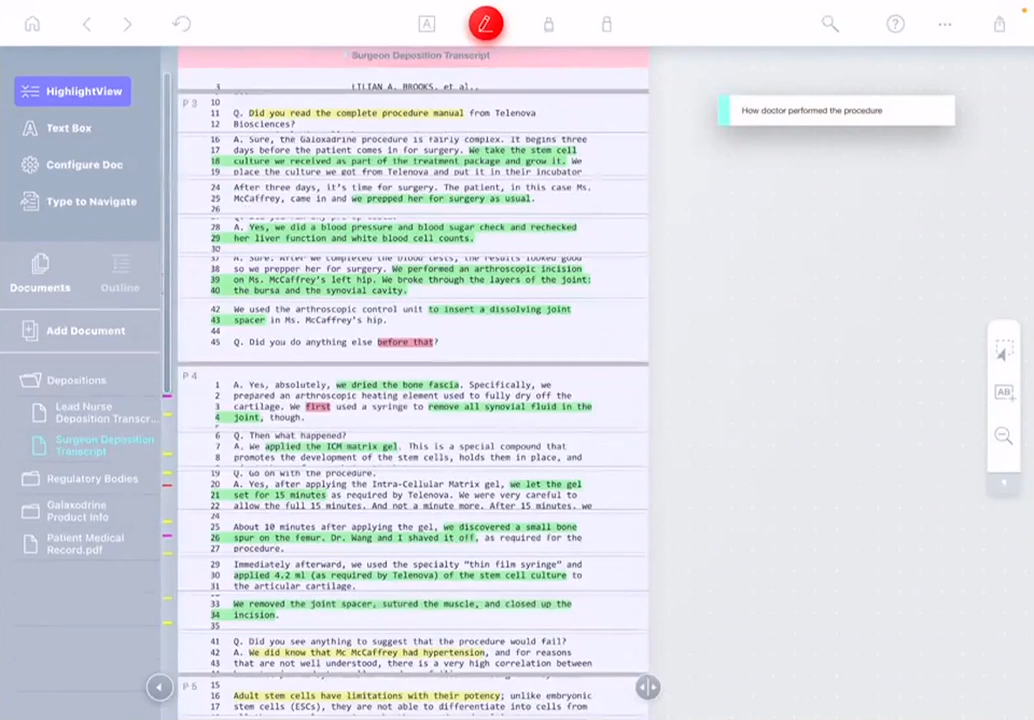 A
?
Surgeon Deposition Transcript
HighlightView
Text Box
Configure Doc
Type to Navigate
Documents
Outline
Add Document
Depositions
Lead Nurse
Deposition Transcr...
Surgeon Deposition
Transcript
Regulatory Bodies
Galaxodrine
Product Info
Patient Medical
Record.pdf
3 LILIAN A. BROOKS, et al.,
P 3
10
11 Q. Did you read the complete procedure manual from Telenova
12 Biosciences?
16 A. Sure, the Galoxadrine procedure is fairly complex. It begins three
17 days before the patient comes in for surgery. We take the stem cell
18 culture we received as part of the treatment package and grow it. We
19 place the culture we got from Telenova and put it in their incubator
24 After three days, it's time for surgery. The patient, in this case Ms.
25 McCaffrey, came in and we prepped her for surgery as usual.
26
28 A. Yes, we did a blood pressure and blood sugar check and rechecked
29 her liver function and white blood cell counts.
30
37 A. Sure. After we completed the blood tests, the results looked good
38 so we prepper her for surgery. We performed an arthroscopic incision
39 on Ms. McCaffrey's left hip. We broke through the layers of the joint:
40 the bursa and the synovial cavity.
42 We used the arthroscopic control unit to insert a dissolving joint
43 spacer in Ms. McCaffrey's hip.
44
45 Q. Did you do anything else before that?
P 4
1 A. Yes, absolutely, we dried the bone fascia. Specifically, we
2 prepared an arthroscopic heating element used to fully dry off the
3 cartilage. We first used a syringe to remove all synovial fluid in the
4 joint, though.
6 Q. Then what happened?
7 A. We applied the ICM matrix gel. This is a special compound that
8 promotes the development of the stem cells, holds them in place, and
19 Q. Go on with the procedure.
20 A. Yes, after applying the Intra-Cellular Matrix gel, we let the gel
21 set for 15 minutes as required by Telenova. We were very careful to
22 allow the full 15 minutes. And not a minute more. After 15 minutes, we
24
25 About 10 minutes after applying the gel, we discovered a small bone
26 spur on the femur. Dr. Wang and I shaved it off, as required for the
27 procedure.
29 Immediately afterward, we used the specialty "thin film syringe" and
30 applied 4.2 ml (as required by Telenova) of the stem cell culture to
31 the articular cartilage.
33 We removed the joint spacer, sutured the muscle, and closed up the
34 incision.
35
41 Q. Did you see anything to suggest that the procedure would fail?
42 A. We did know that Mc McCaffrey had hypertension, and for reasons
43 that are not well understood, there is a very high correlation between
P 5
15
16 Adult stem cells have limitations with their potency; unlike embryonic
17 stem cells (ESCs), they are not able to differentiate into cells from
How doctor performed the procedure
AB